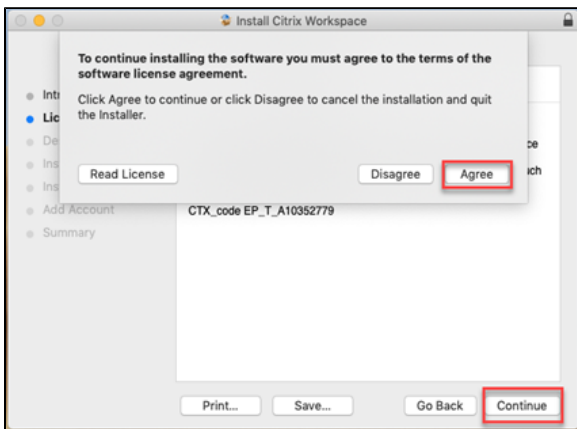 Install Citrix Workspace
To continue installing the software you must agree to the terms of the
software license agreement.
Click Agree to continue or click Disagree to cancel the installation and quit
the Installer.
Read License
Disagree
Agree
Add Account
Summary
CTX_code EP_T_A10352779
Print...
Save...
Go Back
Continue